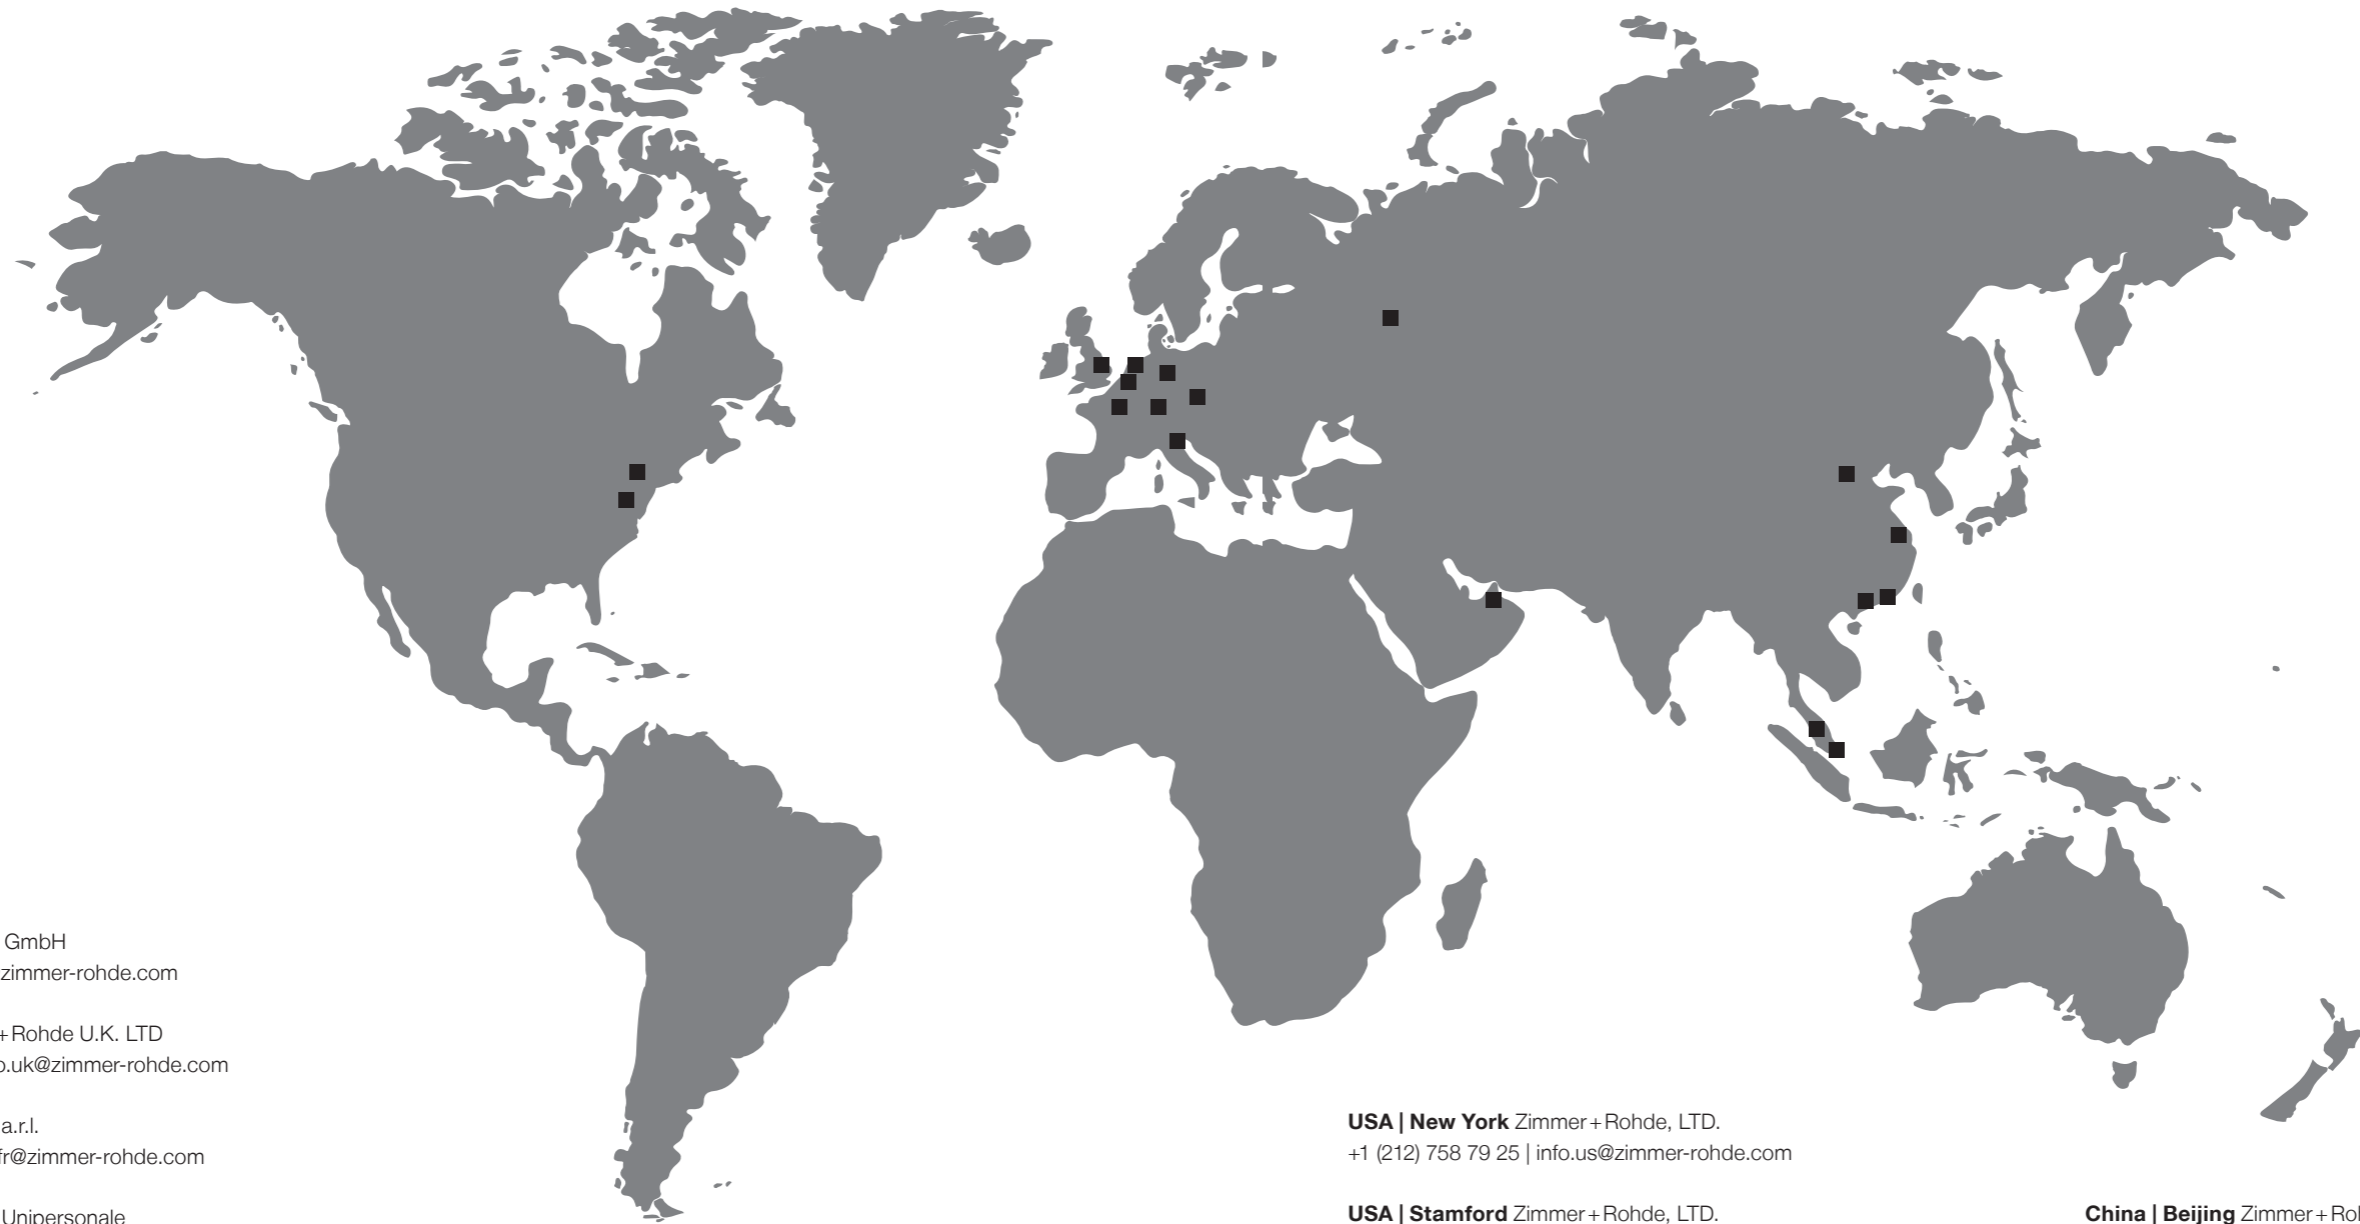 GmbH
zimmer-rohde.com
+Rohde U.K. LTD
o.uk@zimmer-rohde.com
a.r.l.
fr@zimmer-rohde.com
Unipersonale
USA | New York Zimmer+Rohde, LTD.
+1 (212) 758 79 25 | info.us@zimmer-rohde.com
USA | Stamford Zimmer+Rohde, LTD.
China | Beijing Zimmer+Roh